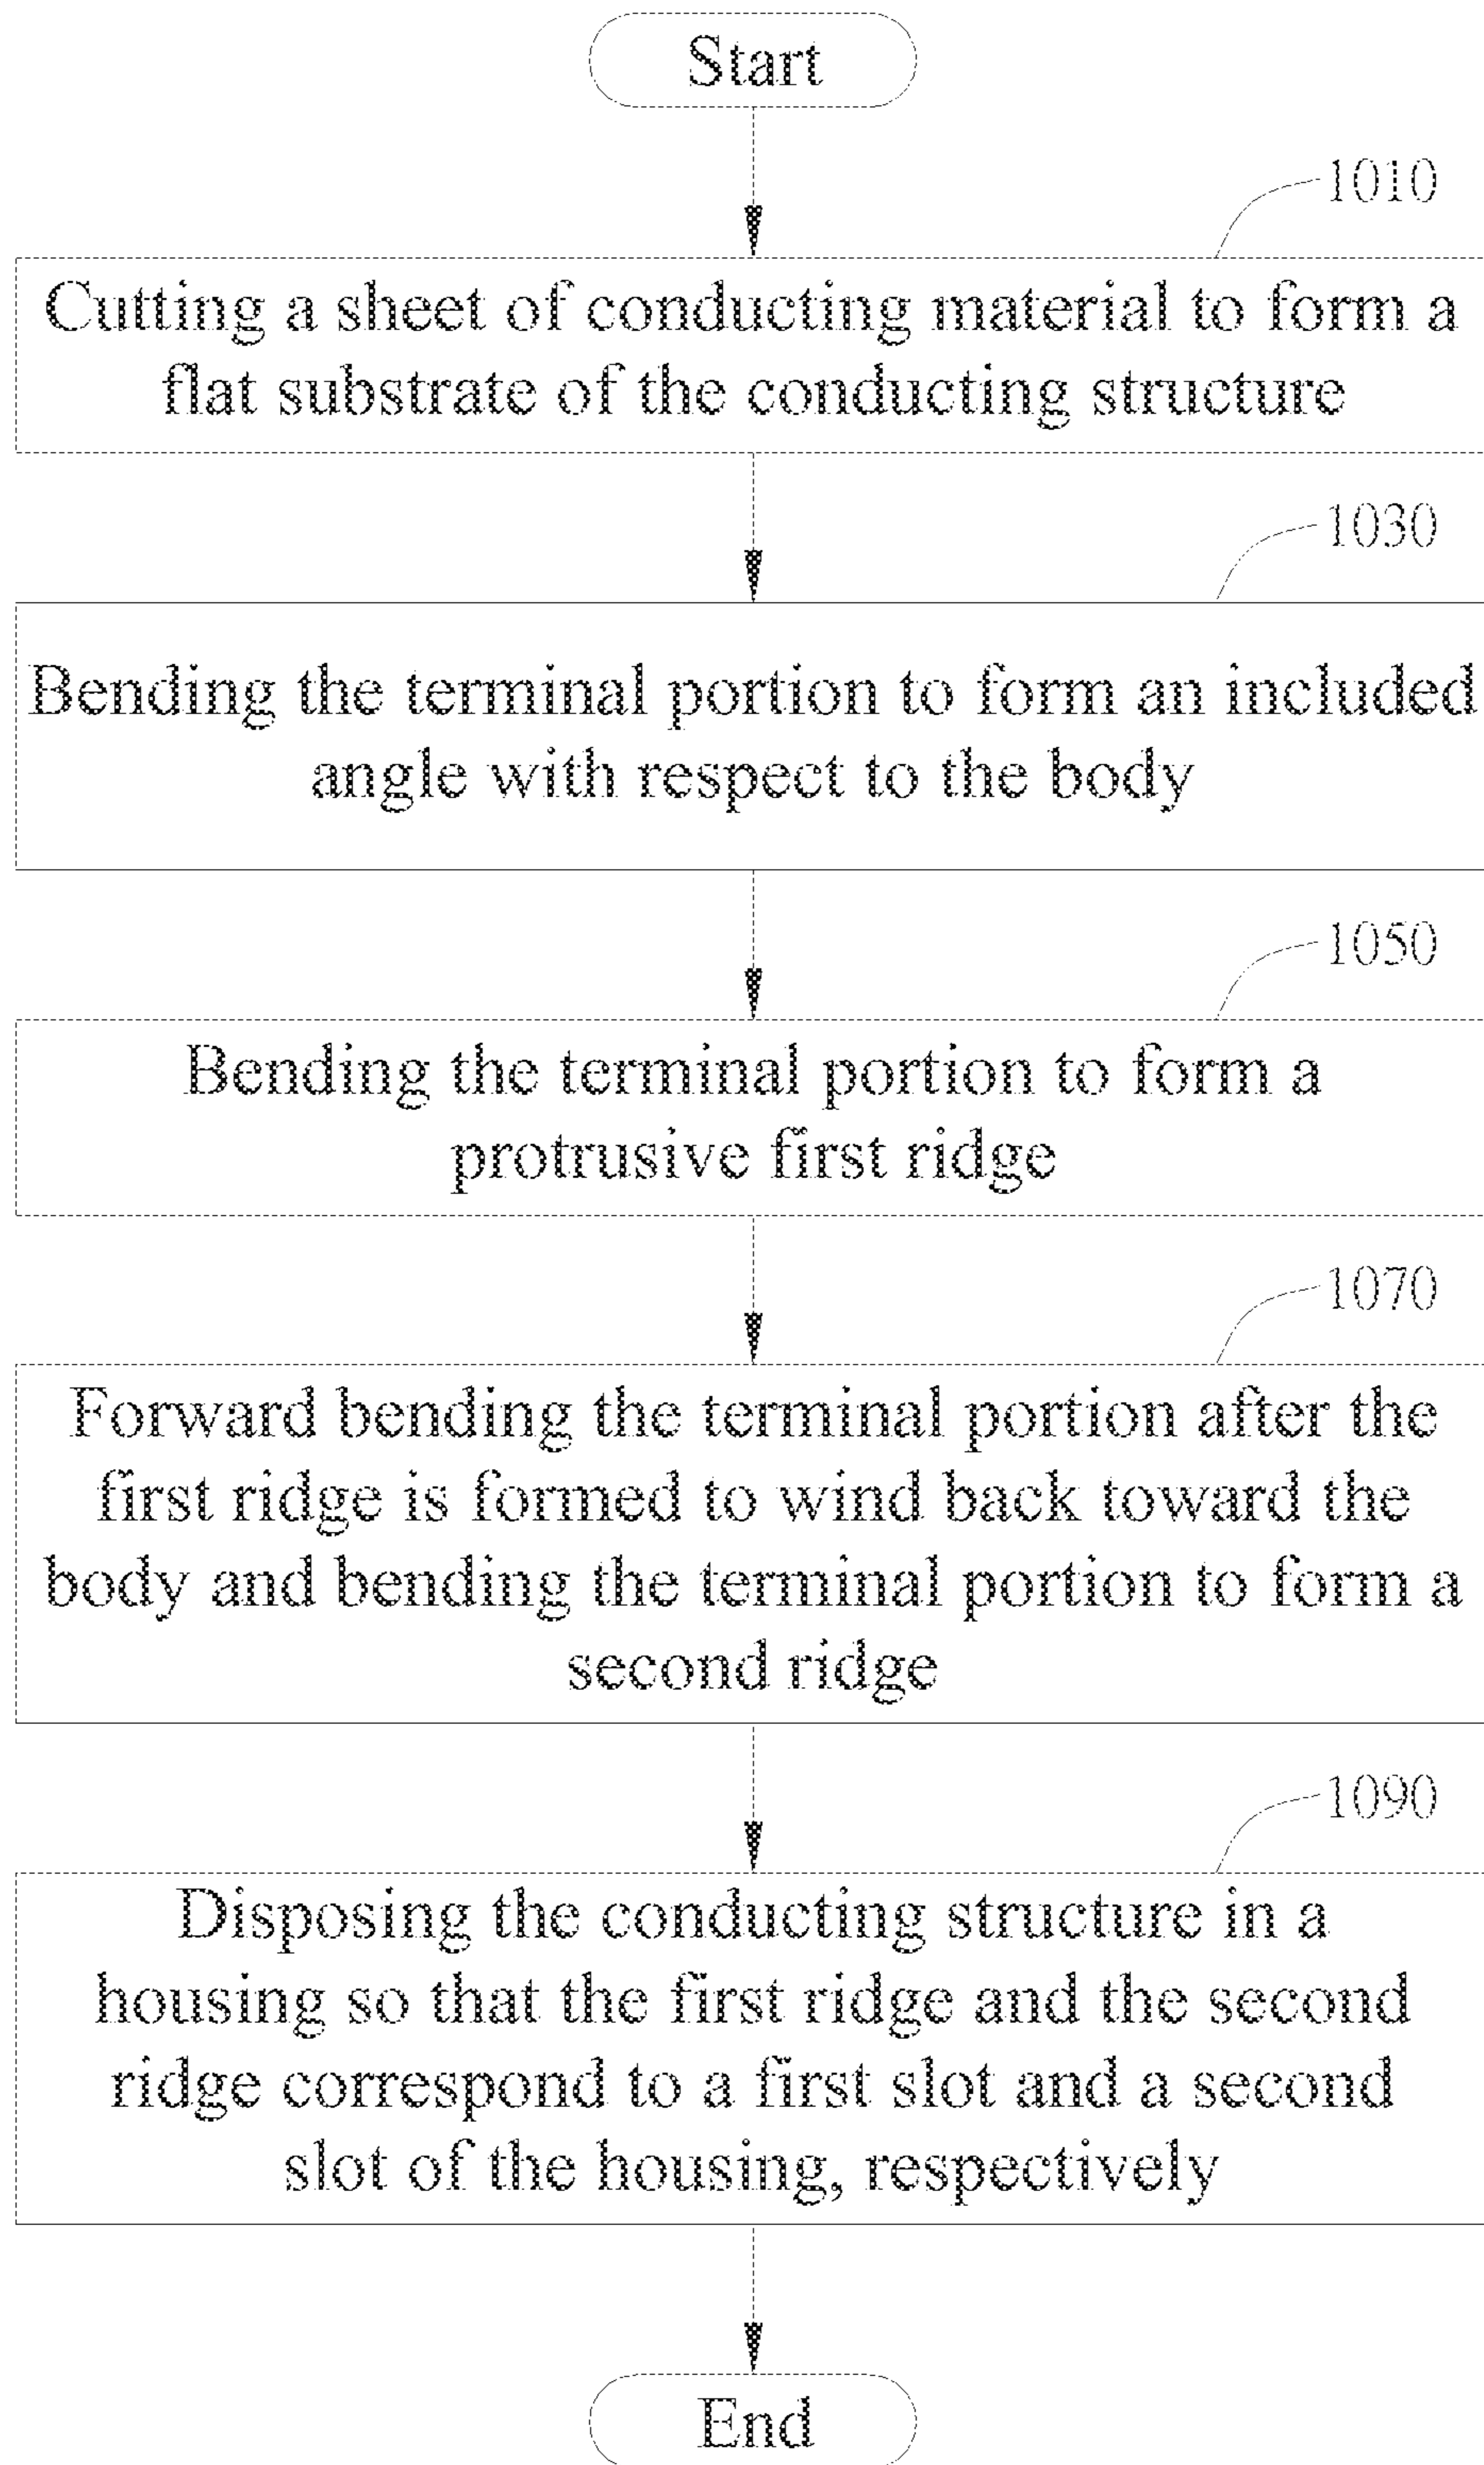 Start
1010
Cutting a sheet of conducting material to form a
flat substrate of the conducting structure
1030
Bending the terminal portion to form an included
angle with respect to the body
1050
Bending the terminal portion to form a
protrusive first ridge
1070
Forward bending the terminal portion after the
first ridge is formed to wind back toward the
body and bending the terminal portion to form a
second ridge
1090
Disposing the conducting structure in a
housing so that the first ridge and the second
ridge correspond to a first slot and a second
slot of the housing, respectively
End